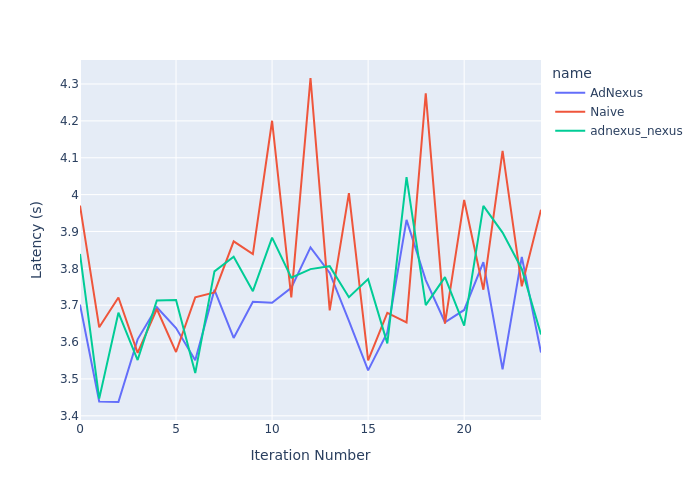 name
AdNexus
Naive
adnexus_nexus
Latency (s)
4.3
4.2
4.1
4
3.9
3.8
3.7
3.6
3.5
3.4
0 5 10 15 20
Iteration Number